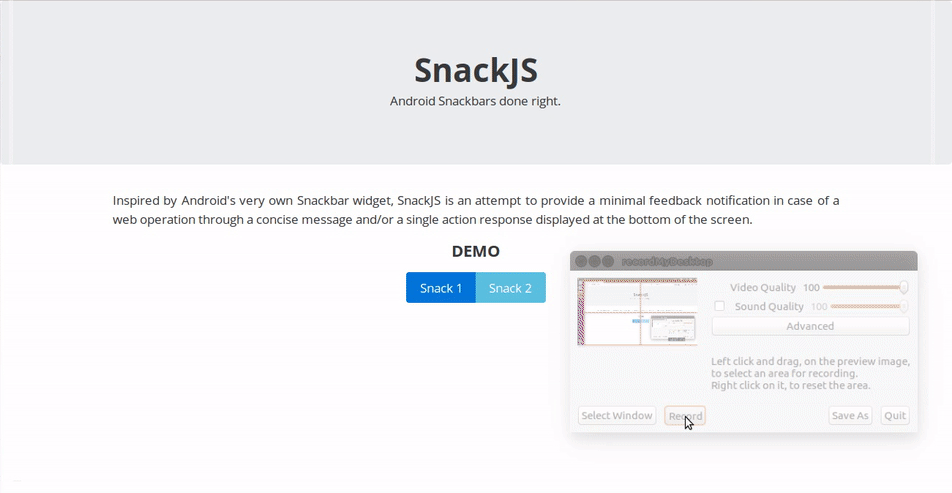 SnackJS
Android Snackbars done right.
Inspired by Android's very own Snackbar widget, SnackJS is an attempt to provide a minimal feedback notification in case of a
web operation through a concise message and/or a single action response displayed at the bottom of the screen.
DEMO
Snack 1
Snack 2
recordMyDesktop
Video Quality 100
Sound Quality 100
Advanced
Left click and drag, on the preview image,
to select an area for recording.
Right click on it, to reset the area.
Select Window
Record
Save As
Quit